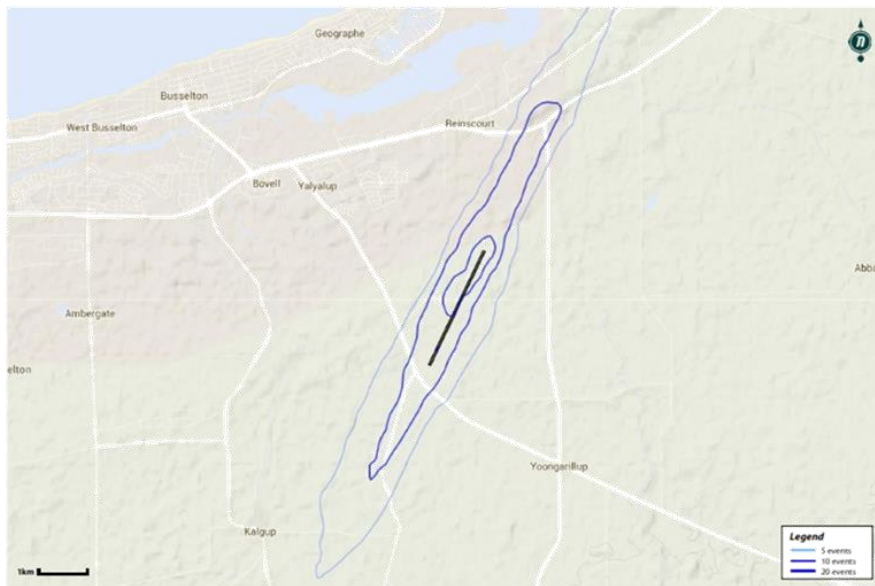 Geographe
n
Busselton
West Busselton
Reinscourt
Bovell
Yalyalup
Abba
Ambergate
elton
Yoongarillup
Kalgup
1km
Legend
5 events
10 events
20 events